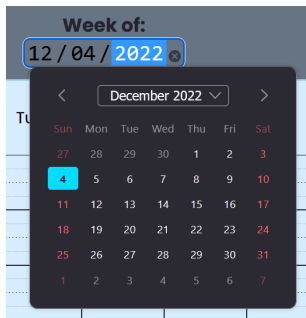 Week of:
12/04/2022
Tu
December 2022
Sun Mon Tue Wed Thu Fri Sat
27 28 29 30 1 2 3
4 5 6 7 8 9 10
11 12 13 14 15 16 17
18 19 20 21 22 23 24
25 26 27 28 29 30 31
1 2 3 4 5 6 7